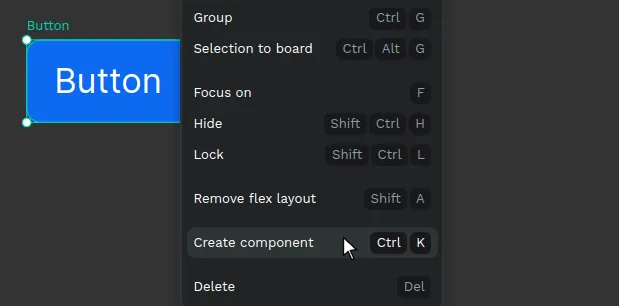 Button
Button
Group Ctrl G
Selection to board Ctrl Alt G
Focus on F
Hide Shift Ctrl H
Lock Shift Ctrl L
Remove flex layout Shift A
Create component Ctrl K
Delete Del